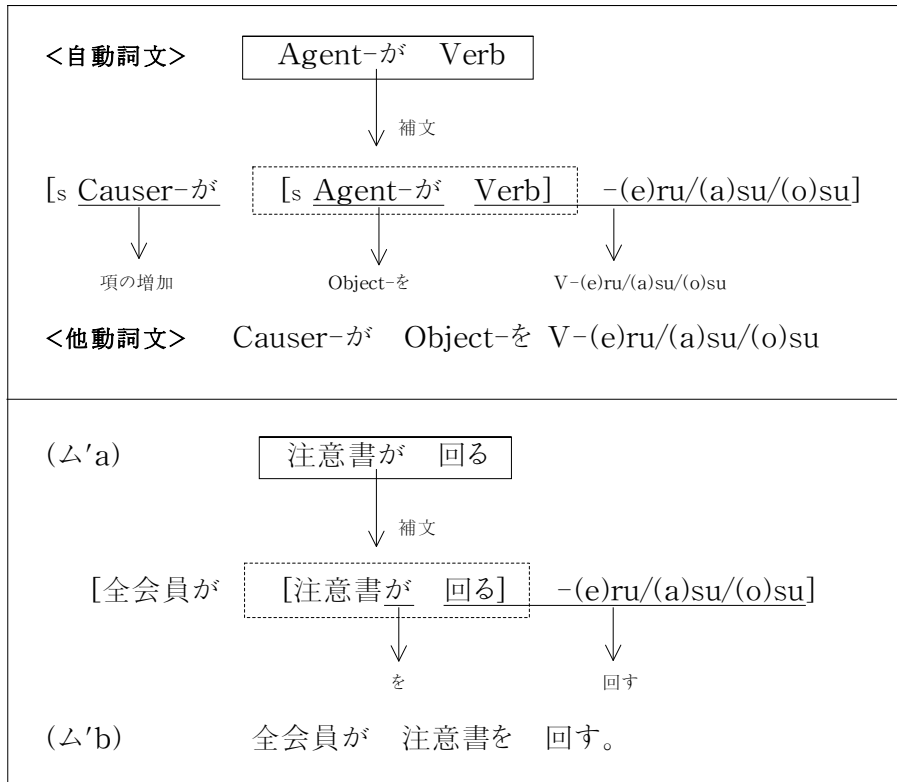 <自動詞文> Agent-が Verb
補文
[s Causer-が [s Agent-が Verb] -(e)ru/(a)su/(o)su]
項の増加 Object-を V-(e)ru/(a)su/(o)su
<他動詞文> Causer-が Object-を V-(e)ru/(a)su/(o)su
(ム′a) 注意書が 回る
補文
[全会員が [注意書が 回る] -(e)ru/(a)su/(o)su]
を 回す
(ム′b) 全会員が 注意書を 回す。